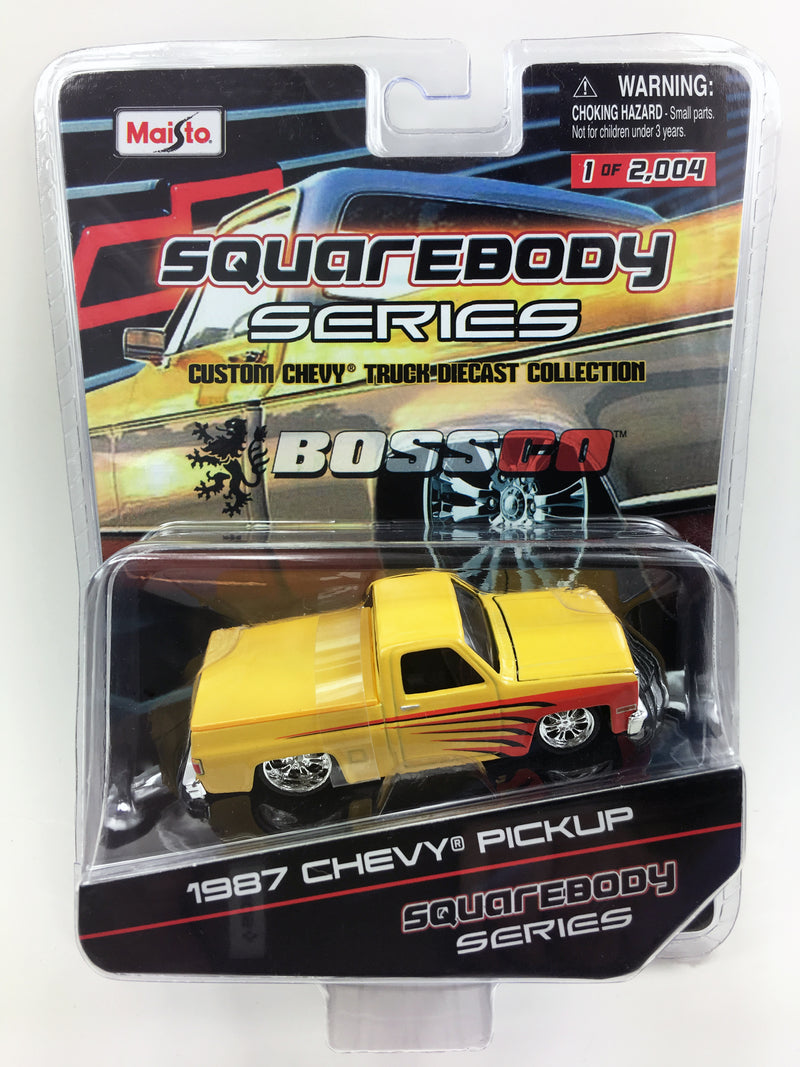 Maisto
⚠ WARNING:
CHOKING HAZARD - Small parts.
Not for children under 3 years.
1 OF 2,004
SQUAREBODY
SERIES
CUSTOM CHEVY® TRUCK DIECAST COLLECTION
BOSSCO™
1987 CHEVY® PICKUP
SQUAREBODY
SERIES